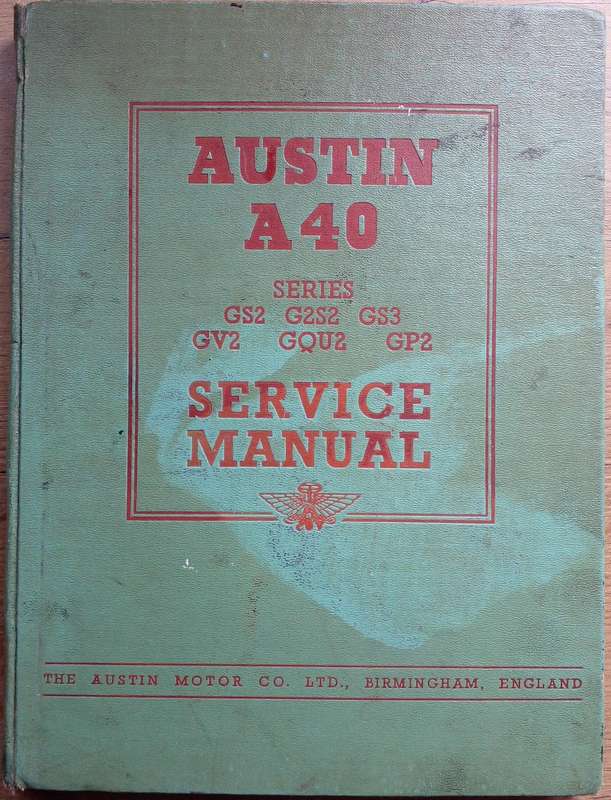 AUSTIN
A40
SERIES
GS2 G2S2 GS3
GV2 GQU2 GP2
SERVICE
MANUAL
THE AUSTIN MOTOR CO. LTD., BIRMINGHAM, ENGLAND